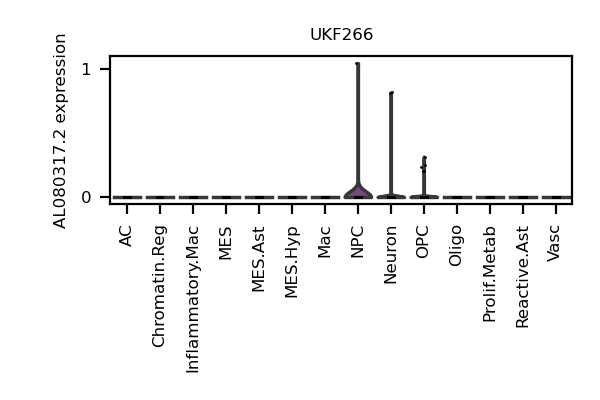 UKF266
AL080317.2 expression
1
0
AC
Chromatin.Reg
Inflammatory.Mac
MES
MES.Ast
MES.Hyp
Mac
NPC
Neuron
OPC
Oligo
Prolif.Metab
Reactive.Ast
Vasc